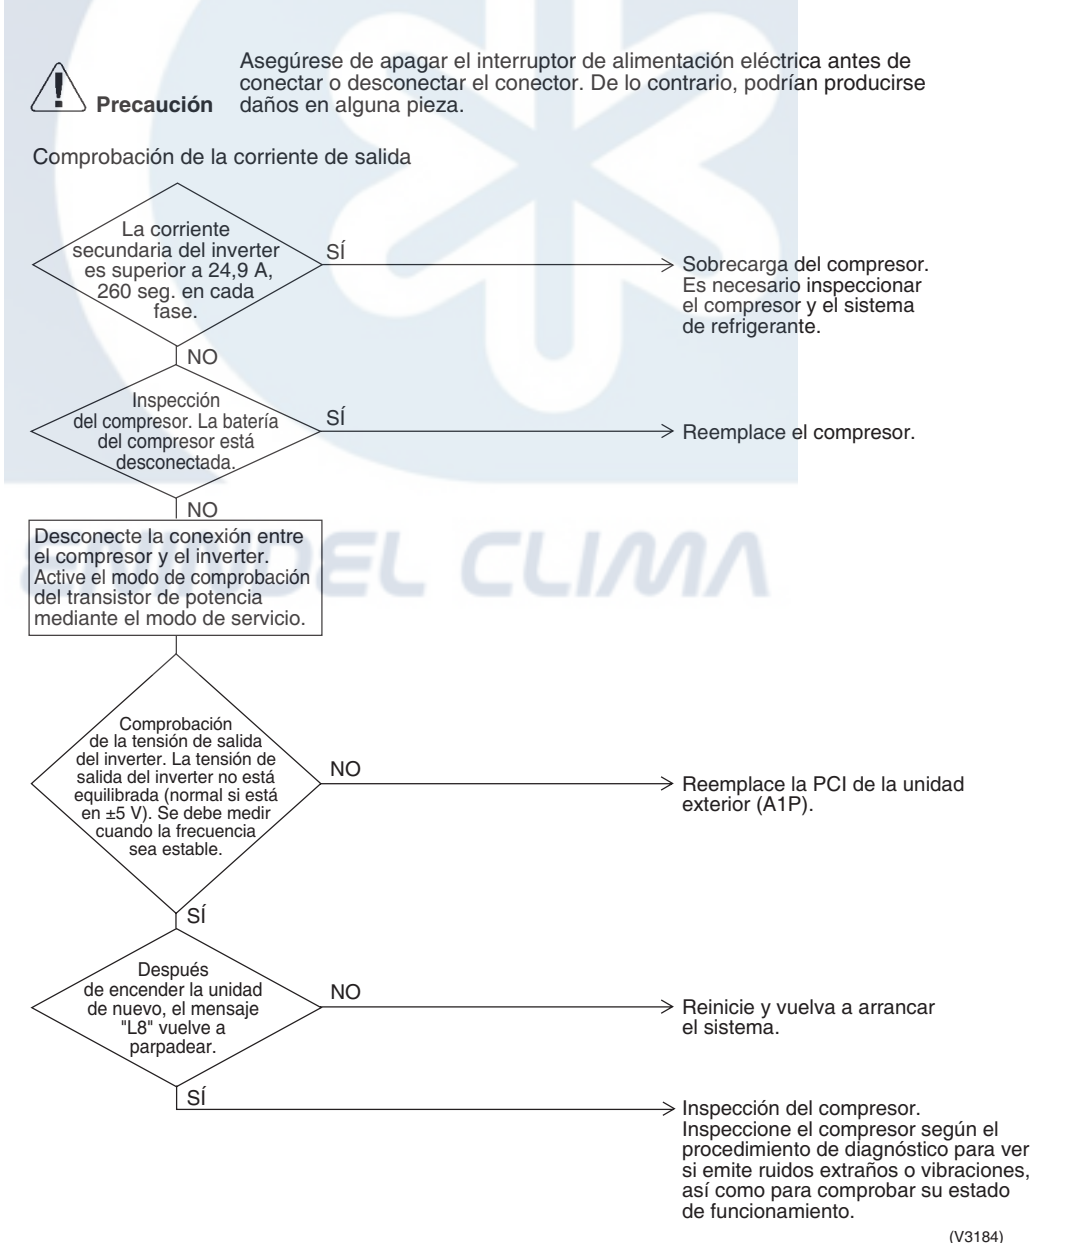 Asegúrese de apagar el interruptor de alimentación eléctrica antes de
conectar o desconectar el conector. De lo contrario, podrían producirse
daños en alguna pieza.
Precaución
Comprobación de la corriente de salida
La corriente
secundaria del inverter
es superior a 24,9 A,
260 seg. en cada
fase.
SÍ
Sobrecarga del compresor.
Es necesario inspeccionar
el compresor y el sistema
de refrigerante.
NO
Inspección
del compresor. La batería
del compresor está
desconectada.
SÍ
Reemplace el compresor.
NO
Desconecte la conexión entre
el compresor y el inverter.
Active el modo de comprobación
del transistor de potencia
mediante el modo de servicio.
Comprobación
de la tensión de salida
del inverter. La tensión de
salida del inverter no está
equilibrada (normal si está
en ±5 V). Se debe medir
cuando la frecuencia
sea estable.
NO
Reemplace la PCI de la unidad
exterior (A1P).
SÍ
Después
de encender la unidad
de nuevo, el mensaje
"L8" vuelve a
parpadear.
NO
Reinicie y vuelva a arrancar
el sistema.
SÍ
Inspección del compresor.
Inspeccione el compresor según el
procedimiento de diagnóstico para ver
si emite ruidos extraños o vibraciones,
así como para comprobar su estado
de funcionamiento.
(V3184)
CLIMA